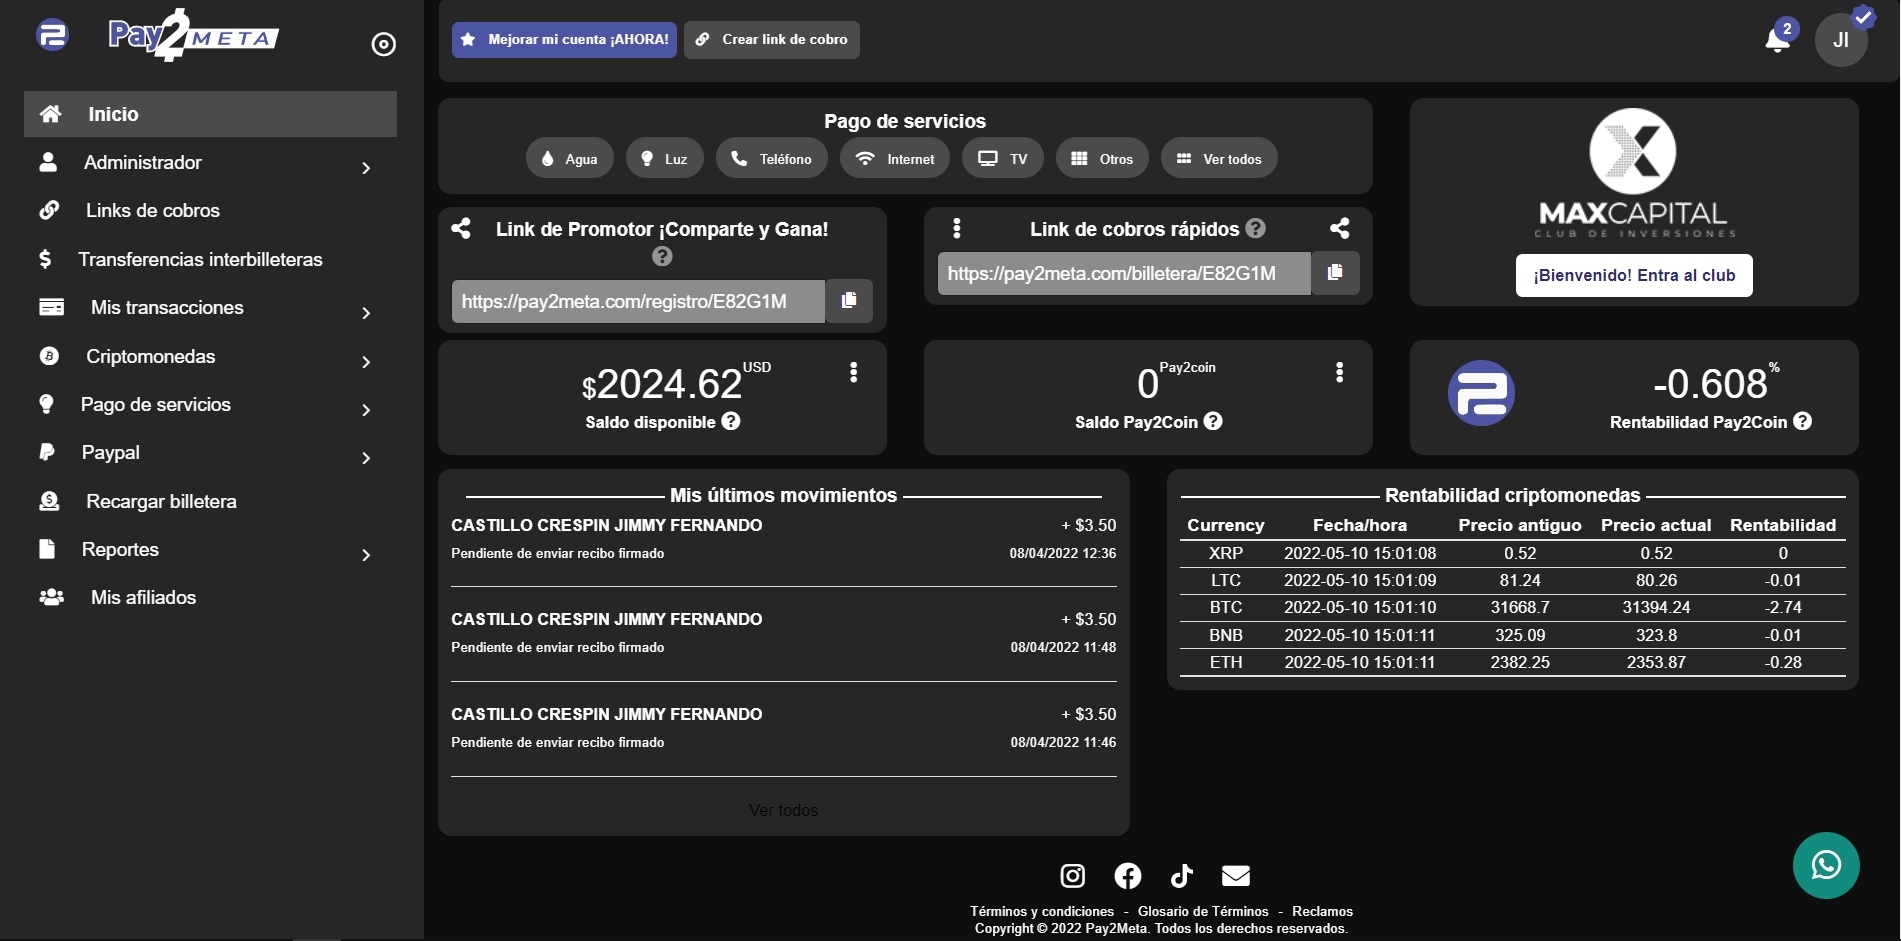 Pay2META
Inicio
Administrador
Links de cobros
Transferencias interbilleteras
Mis transacciones
Criptomonedas
Pago de servicios
Paypal
Recargar billetera
Reportes
Mis afiliados
Mejorar mi cuenta ¡AHORA!
Crear link de cobro
2
JI
Pago de servicios
Agua
Luz
Teléfono
Internet
TV
Otros
Ver todos
Link de Promotor ¡Comparte y Gana!
https://pay2meta.com/registro/E82G1M
Link de cobros rápidos
https://pay2meta.com/billetera/E82G1M
MAXCAPITAL
CLUB DE INVERSIONES
¡Bienvenido! Entra al club
$2024.62 USD
Saldo disponible
0 Pay2coin
Saldo Pay2Coin
-0.608 %
Rentabilidad Pay2Coin
Mis últimos movimientos
CASTILLO CRESPIN JIMMY FERNANDO + $3.50
Pendiente de enviar recibo firmado 08/04/2022 12:36
CASTILLO CRESPIN JIMMY FERNANDO + $3.50
Pendiente de enviar recibo firmado 08/04/2022 11:48
CASTILLO CRESPIN JIMMY FERNANDO + $3.50
Pendiente de enviar recibo firmado 08/04/2022 11:46
Ver todos
Rentabilidad criptomonedas
Currency Fecha/hora Precio antiguo Precio actual Rentabilidad
XRP 2022-05-10 15:01:08 0.52 0.52 0
LTC 2022-05-10 15:01:09 81.24 80.26 -0.01
BTC 2022-05-10 15:01:10 31668.7 31394.24 -2.74
BNB 2022-05-10 15:01:11 325.09 323.8 -0.01
ETH 2022-05-10 15:01:11 2382.25 2353.87 -0.28
Términos y condiciones - Glosario de Términos - Reclamos
Copyright © 2022 Pay2Meta. Todos los derechos reservados.